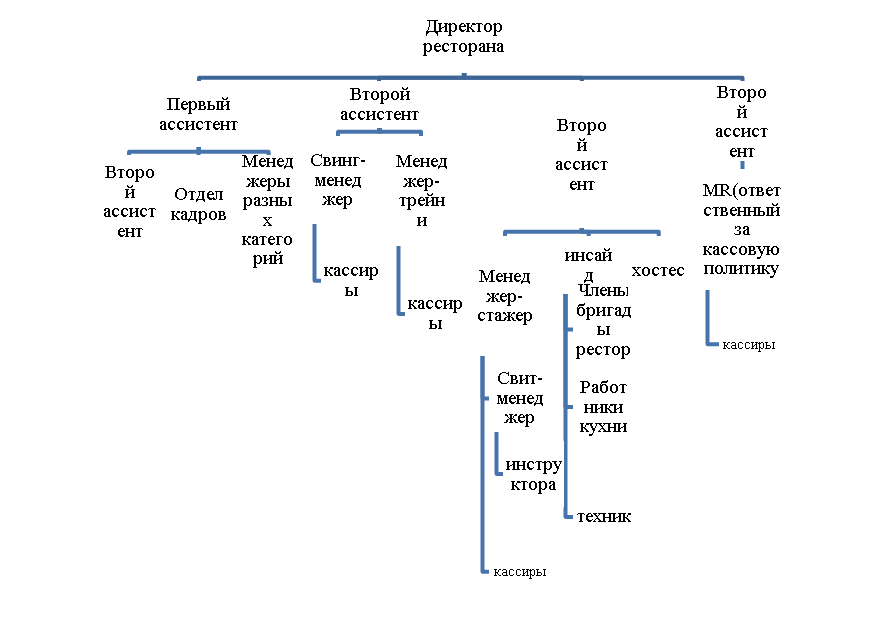 Директор
ресторана
Первый
ассистент
Второ
й
ассист
ент
Отдел
кадров
Менед
жеры
разны
х
катего
рий
Второй
ассистент
Свинг-
менед
жер
кассир
ы
Менед
жер-
трейн
и
кассир
ы
Второ
й
ассист
ент
Менед
жер-
стажер
Свит-
менед
жер
инстру
ктора
кассиры
инсай
д
Члены
бригад
ы
рестор
Работ
ники
кухни
техник
хостес
Второ
й
ассист
ент
MR(ответ
ственный
за
кассовую
политику
кассиры